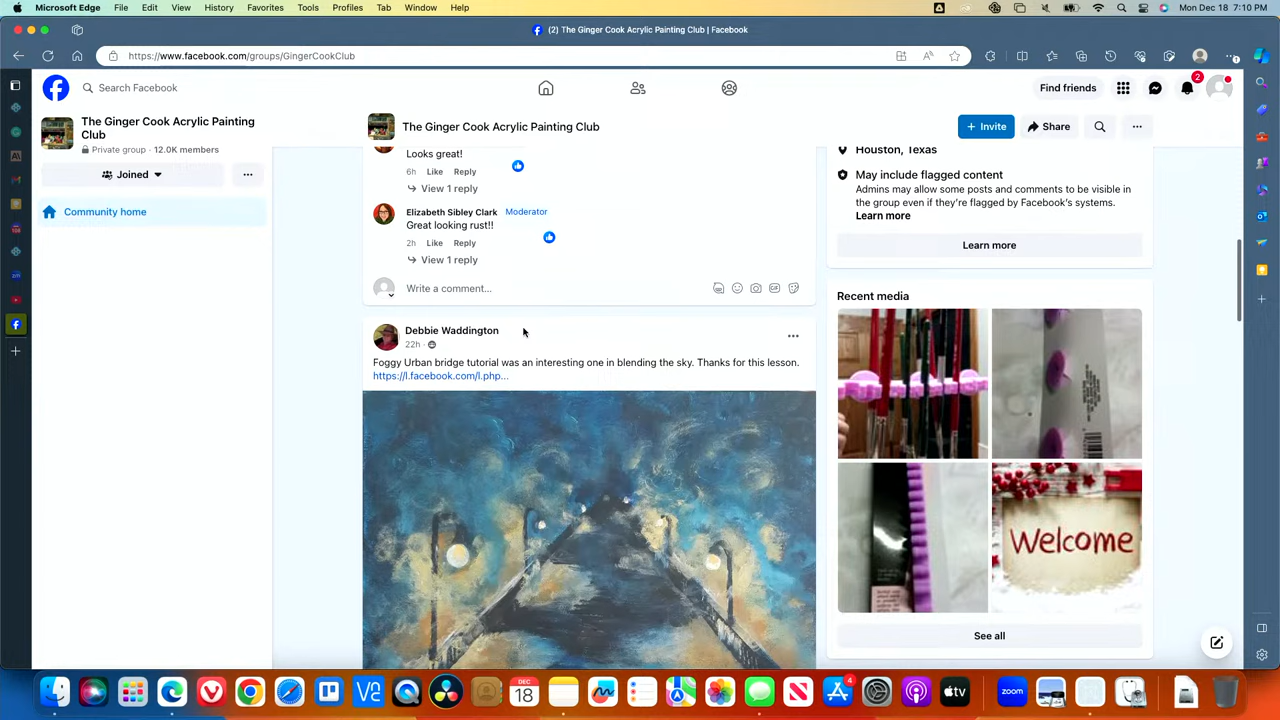 Microsoft Edge File Edit View History Favorites Tools Profiles Tab Window Help Mon Dec 18 7:10 PM
(2) The Ginger Cook Acrylic Painting Club | Facebook
https://www.facebook.com/groups/GingerCookClub
Search Facebook
Find friends
2
The Ginger Cook Acrylic Painting
Club
Private group · 12.0K members
Joined
Community home
The Ginger Cook Acrylic Painting Club
Invite
Share
Looks great!
6h Like Reply
View 1 reply
Elizabeth Sibley Clark Moderator
Great looking rust!!
2h Like Reply
View 1 reply
Write a comment...
Debbie Waddington
22h ·
Foggy Urban bridge tutorial was an interesting one in blending the sky. Thanks for this lesson.
https://l.facebook.com/l.php...
Houston, Texas
May include flagged content
Admins may allow some posts and comments to be visible in
the group even if they're flagged by Facebook's systems.
Learn more
Learn more
Recent media
Welcome
See all
DEC
18
4
tv
zoom